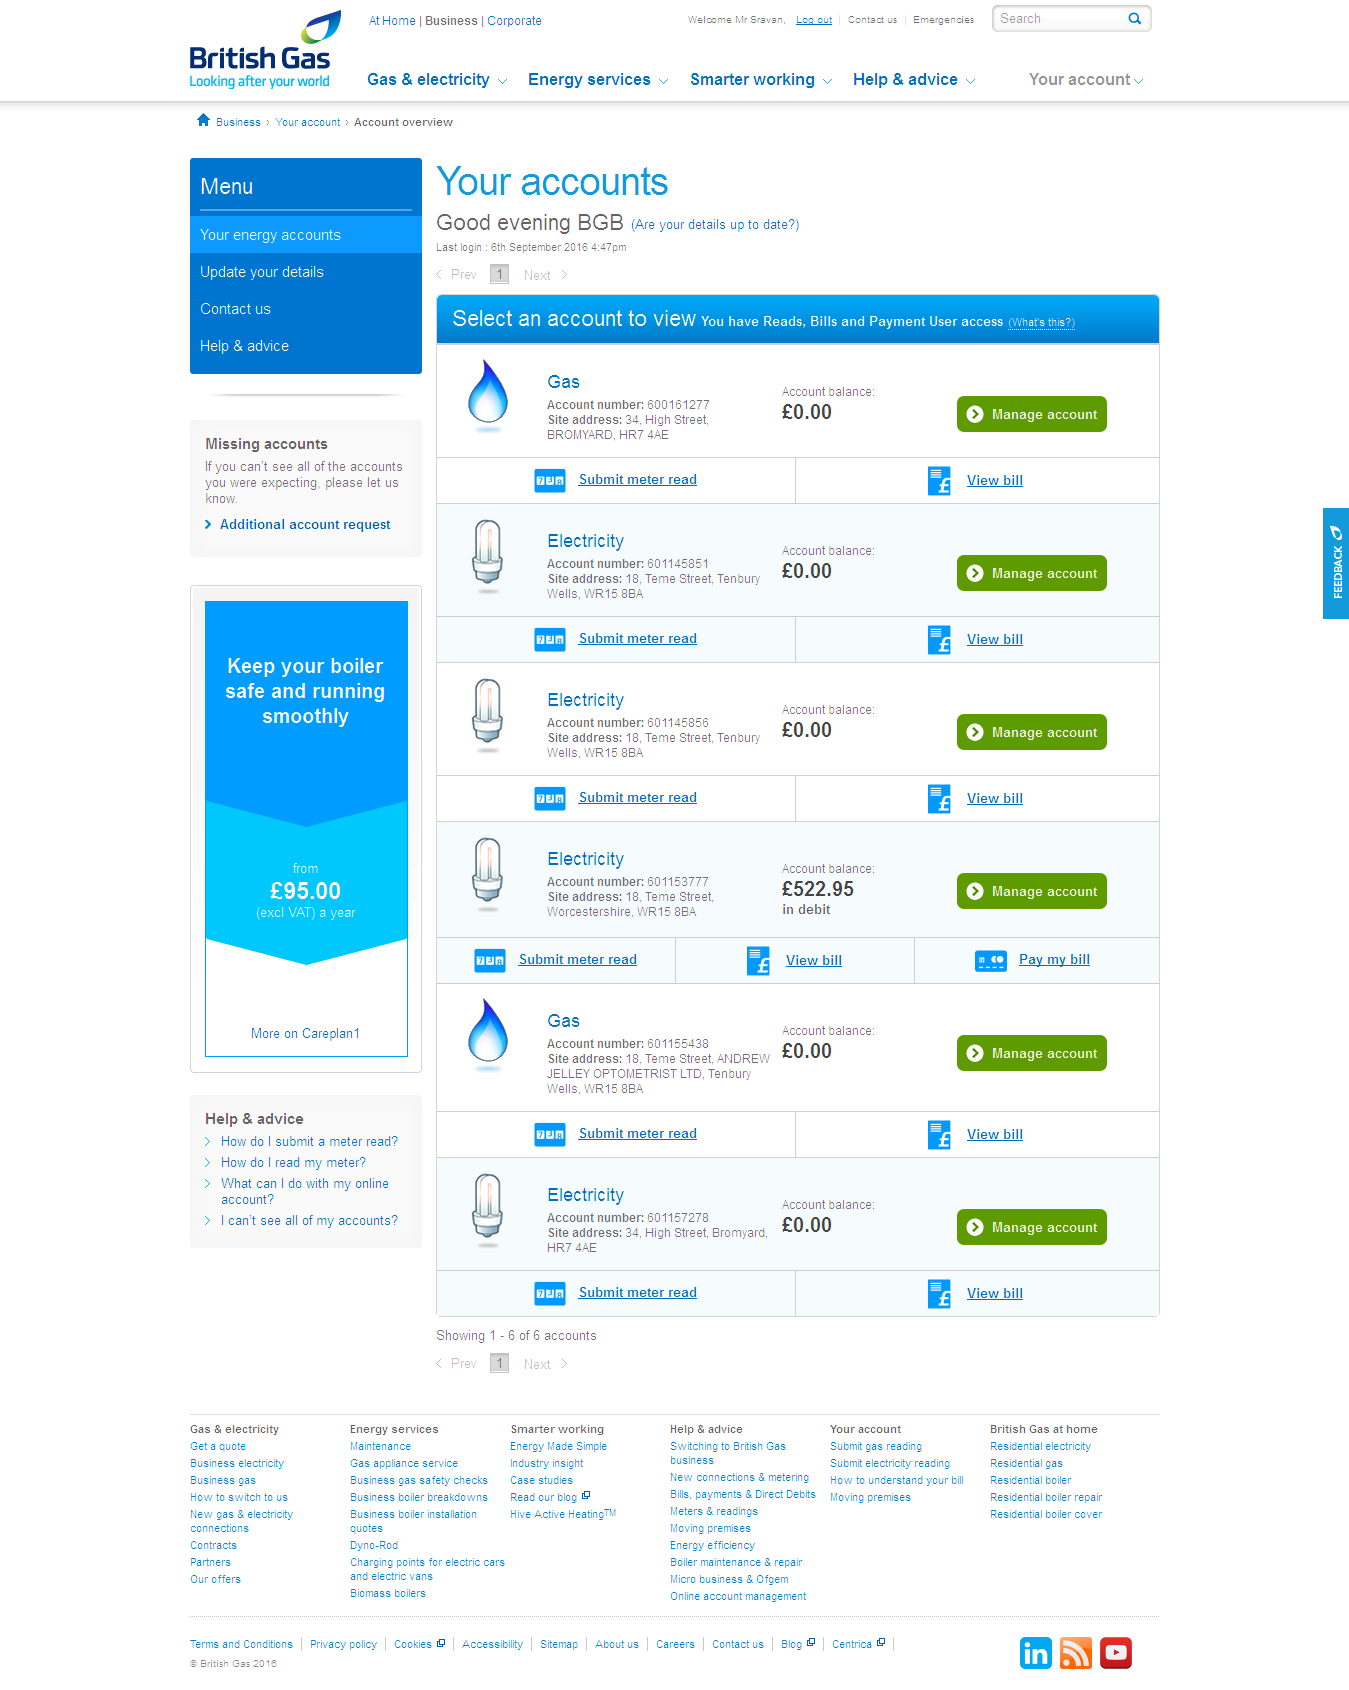 British Gas
Looking after your world
At Home | Business | Corporate
Welcome Mr Sravan, Log out Contact us Emergencies
Search
Gas & electricity Energy services Smarter working Help & advice Your account
Business › Your account › Account overview
Menu
Your energy accounts
Update your details
Contact us
Help & advice
Missing accounts
If you can't see all of the accounts
you were expecting, please let us
know.
Additional account request
Keep your boiler
safe and running
smoothly
from
£95.00
(excl VAT) a year
More on Careplan1
Help & advice
How do I submit a meter read?
How do I read my meter?
What can I do with my online
account?
I can't see all of my accounts?
Your accounts
Good evening BGB (Are your details up to date?)
Last login : 6th September 2016 4:47pm
Prev 1 Next
Select an account to view You have Reads, Bills and Payment User access (What's this?)
Gas
Account number: 600161277
Site address: 34, High Street,
BROMYARD, HR7 4AE
Account balance:
£0.00
Manage account
Submit meter read
View bill
Electricity
Account number: 601145851
Site address: 18, Teme Street, Tenbury
Wells, WR15 8BA
Account balance:
£0.00
Manage account
Submit meter read
View bill
Electricity
Account number: 601145856
Site address: 18, Teme Street, Tenbury
Wells, WR15 8BA
Account balance:
£0.00
Manage account
Submit meter read
View bill
Electricity
Account number: 601153777
Site address: 18, Teme Street,
Worcestershire, WR15 8BA
Account balance:
£522.95
in debit
Manage account
Submit meter read
View bill
Pay my bill
Gas
Account number: 601155438
Site address: 18, Teme Street, ANDREW
JELLEY OPTOMETRIST LTD, Tenbury
Wells, WR15 8BA
Account balance:
£0.00
Manage account
Submit meter read
View bill
Electricity
Account number: 601157278
Site address: 34, High Street, Bromyard,
HR7 4AE
Account balance:
£0.00
Manage account
Submit meter read
View bill
Showing 1 - 6 of 6 accounts
Prev 1 Next
FEEDBACK
Gas & electricity
Get a quote
Business electricity
Business gas
How to switch to us
New gas & electricity
connections
Contracts
Partners
Our offers
Energy services
Maintenance
Gas appliance service
Business gas safety checks
Business boiler breakdowns
Business boiler installation
quotes
Dyno-Rod
Charging points for electric cars
and electric vans
Biomass boilers
Smarter working
Energy Made Simple
Industry insight
Case studies
Read our blog
Hive Active Heating™
Help & advice
Switching to British Gas
business
New connections & metering
Bills, payments & Direct Debits
Meters & readings
Moving premises
Energy efficiency
Boiler maintenance & repair
Micro business & Ofgem
Online account management
Your account
Submit gas reading
Submit electricity reading
How to understand your bill
Moving premises
British Gas at home
Residential electricity
Residential gas
Residential boiler
Residential boiler repair
Residential boiler cover
Terms and Conditions Privacy policy Cookies Accessibility Sitemap About us Careers Contact us Blog Centrica
© British Gas 2016
in